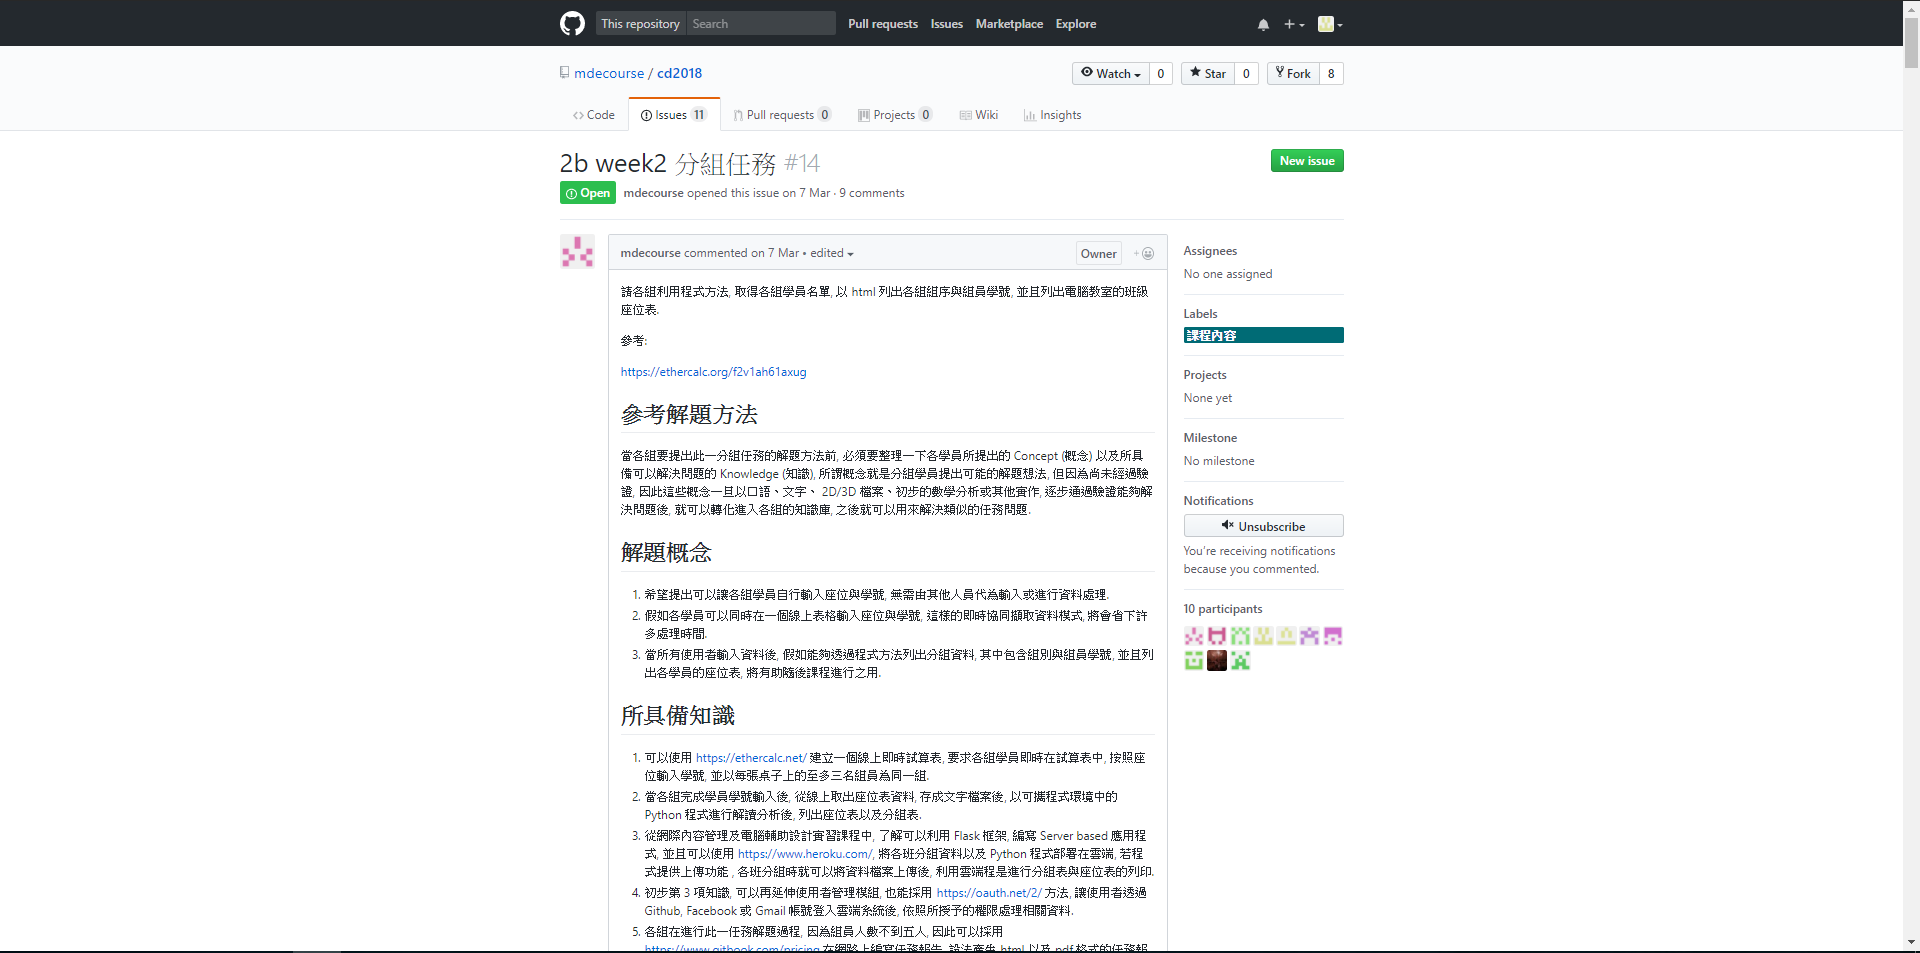 This repository Search Pull requests Issues Marketplace Explore
mdecourse / cd2018 Watch 0 Star 0 Fork 8
Code Issues 11 Pull requests 0 Projects 0 Wiki Insights
2b week2 分組任務 #14 New issue
Open mdecourse opened this issue on 7 Mar · 9 comments
mdecourse commented on 7 Mar • edited Owner
請各組利用程式方法, 取得各組學員名單, 以 html 列出各組組序與組員學號, 並且列出電腦教室的班級
座位表.
參考:
https://ethercalc.org/f2v1ah61axug
參考解題方法
當各組要提出此一分組任務的解題方法前, 必須要整理一下各學員所提出的 Concept (概念) 以及所具
備可以解決問題的 Knowledge (知識), 所謂概念就是分組學員提出可能的解題想法, 但因為尚未經過驗
證, 因此這些概念一旦以口語、文字、 2D/3D 檔案、初步的數學分析或其他實作, 逐步通過驗證能夠解
決問題後, 就可以轉化進入各組的知識庫, 之後就可以用來解決類似的任務問題.
解題概念
1. 希望提出可以讓各組學員自行輸入座位與學號, 無需由其他人員代為輸入或進行資料處理.
2. 假如各學員可以同時在一個線上表格輸入座位與學號, 這樣的即時協同擷取資料模式, 將會省下許
多處理時間.
3. 當所有使用者輸入資料後, 假如能夠透過程式方法列出分組資料, 其中包含組別與組員學號, 並且列
出各學員的座位表, 將有助隨後課程進行之用.
所具備知識
1. 可以使用 https://ethercalc.net/ 建立一個線上即時試算表, 要求各組學員即時在試算表中, 按照座
位輸入學號, 並以每張桌子上的至多三名組員為同一組.
2. 當各組完成學員學號輸入後, 從線上取出座位表資料, 存成文字檔案後, 以可攜程式環境中的
Python 程式進行解讀分析後, 列出座位表以及分組表.
3. 從網際內容管理及電腦輔助設計實習課程中, 了解可以利用 Flask 框架, 編寫 Server based 應用程
式, 並且可以使用 https://www.heroku.com/, 將各班分組資料以及 Python 程式部署在雲端, 若程
式提供上傳功能 , 各班分組時就可以將資料檔案上傳後, 利用雲端程是進行分組表與座位表的列印.
4. 初步第 3 項知識, 可以再延伸使用者管理模組, 也能採用 https://oauth.net/2/ 方法, 讓使用者透過
Github, Facebook 或 Gmail 帳號登入雲端系統後, 依照所授予的權限處理相關資料.
5. 各組在進行此一任務解題過程, 因為組員人數不到五人, 因此可以採用
https://www.gitbook.com/pricing 在網路上編寫任務報告, 設法產生 html 以及 pdf 格式的任務報
Assignees
No one assigned
Labels
課程內容
Projects
None yet
Milestone
No milestone
Notifications
Unsubscribe
You're receiving notifications
because you commented.
10 participants